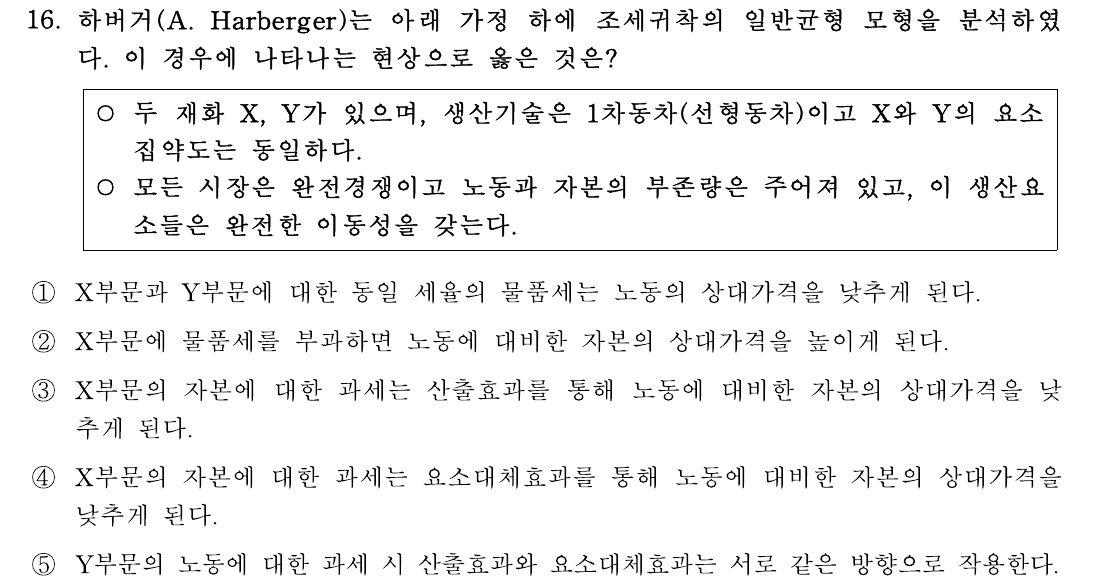 16. 하버거(A. Harberger)는 아래 가정 하에 조세귀착의 일반균형 모형을 분석하였
다. 이 경우에 나타나는 현상으로 옳은 것은?
○ 두 재화 X, Y가 있으며, 생산기술은 1차동차(선형동차)이고 X와 Y의 요소
집약도는 동일하다.
○ 모든 시장은 완전경쟁이고 노동과 자본의 부존량은 주어져 있고, 이 생산요
소들은 완전한 이동성을 갖는다.
① X부문과 Y부문에 대한 동일 세율의 물품세는 노동의 상대가격을 낮추게 된다.
② X부문에 물품세를 부과하면 노동에 대비한 자본의 상대가격을 높이게 된다.
③ X부문의 자본에 대한 과세는 산출효과를 통해 노동에 대비한 자본의 상대가격을 낮
추게 된다.
④ X부문의 자본에 대한 과세는 요소대체효과를 통해 노동에 대비한 자본의 상대가격을
낮추게 된다.
⑤ Y부문의 노동에 대한 과세 시 산출효과와 요소대체효과는 서로 같은 방향으로 작용한다.